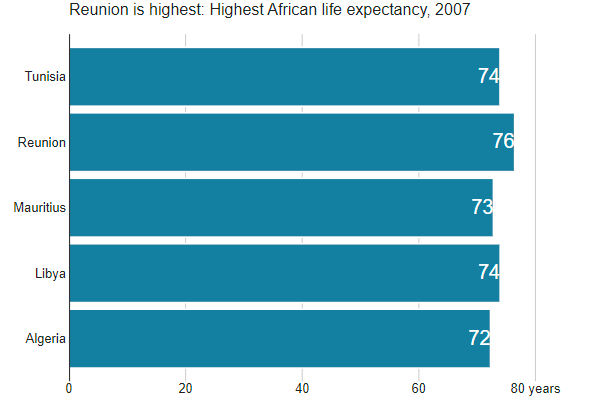 Reunion is highest: Highest African life expectancy, 2007
Tunisia 74
Reunion 76
Mauritius 73
Libya 74
Algeria 72
0 20 40 60 80 years